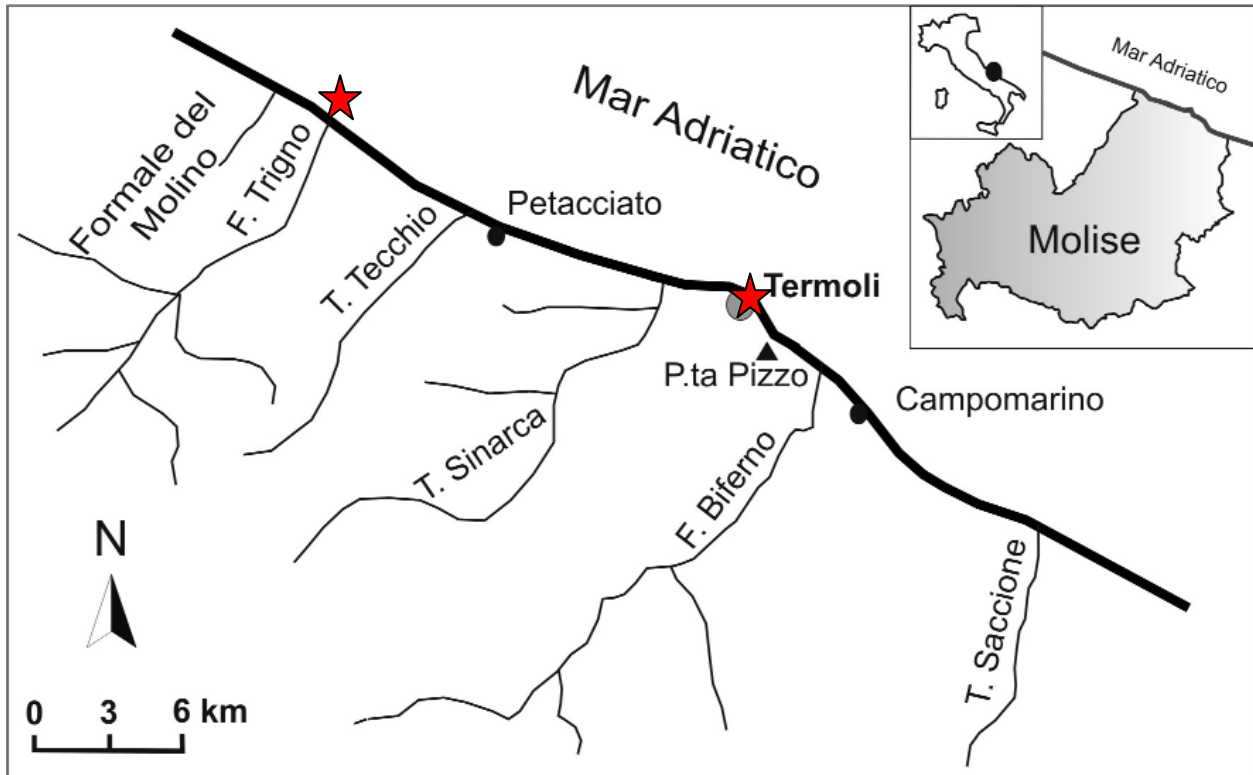 Mar Adriatico
Mar Adriatico
Molise
Formale del
Molino
F. Trigno
T. Tecchio
Petacciato
Termoli
P.ta Pizzo
Campomarino
T. Sinarca
F. Biferno
T. Saccione
N
0 3 6 km